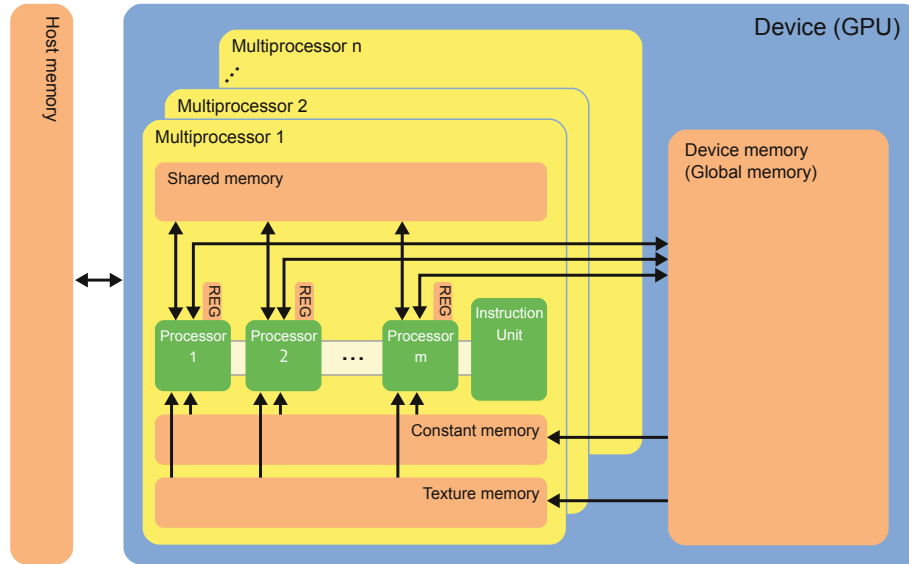 Host memory
Device (GPU)
Multiprocessor n
Multiprocessor 2
Multiprocessor 1
Shared memory
Device memory
(Global memory)
REG
REG
REG
Processor
1
Processor
2
...
Processor
m
Instruction
Unit
Constant memory
Texture memory